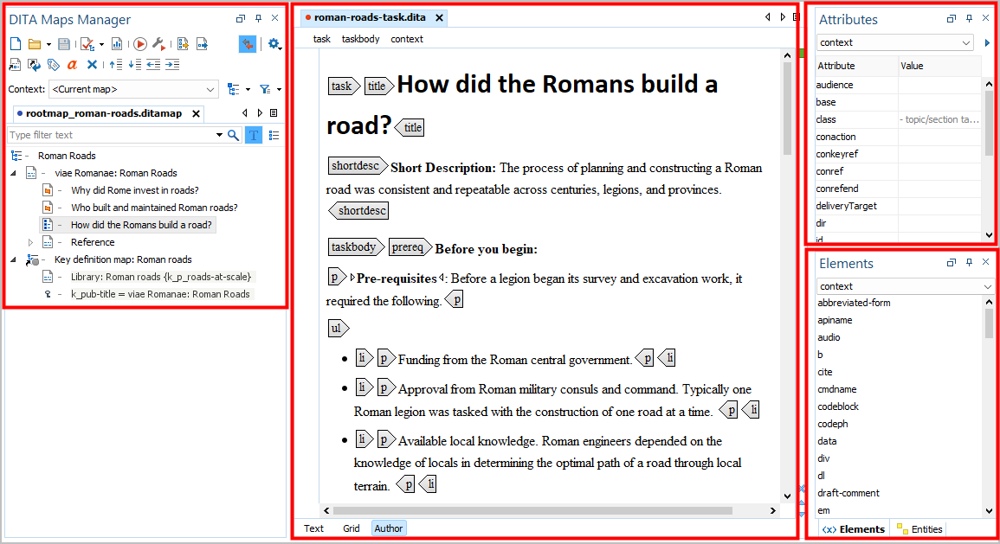 DITA Maps Manager
Context: <Current map>
rootmap_roman-roads.ditamap
Type filter text
T
Roman Roads
viae Romanae: Roman Roads
Why did Rome invest in roads?
Who built and maintained Roman roads?
How did the Romans build a road?
Reference
Key definition map: Roman roads
Library: Roman roads {k_p_roads-at-scale}
k_pub-title = viae Romanae: Roman Roads
roman-roads-task.dita
task taskbody context
task title How did the Romans build a
road? title
shortdesc Short Description: The process of planning and constructing a Roman
road was consistent and repeatable across centuries, legions, and provinces.
shortdesc
taskbody prereq Before you begin:
p Pre-requisites: Before a legion began its survey and excavation work, it
required the following. p
ul
• li p Funding from the Roman central government. p li
• li p Approval from Roman military consuls and command. Typically one
Roman legion was tasked with the construction of one road at a time. p li
• li p Available local knowledge. Roman engineers depended on the
knowledge of locals in determining the optimal path of a road through local
terrain. p li
Text Grid Author
Attributes
context
Attribute Value
audience
base
class - topic/section ta...
conaction
conkeyref
conref
conrefend
deliveryTarget
dir
id
Elements
context
abbreviated-form
apiname
audio
b
cite
cmdname
codeblock
codeph
data
div
dl
draft-comment
em
<x> Elements Entities